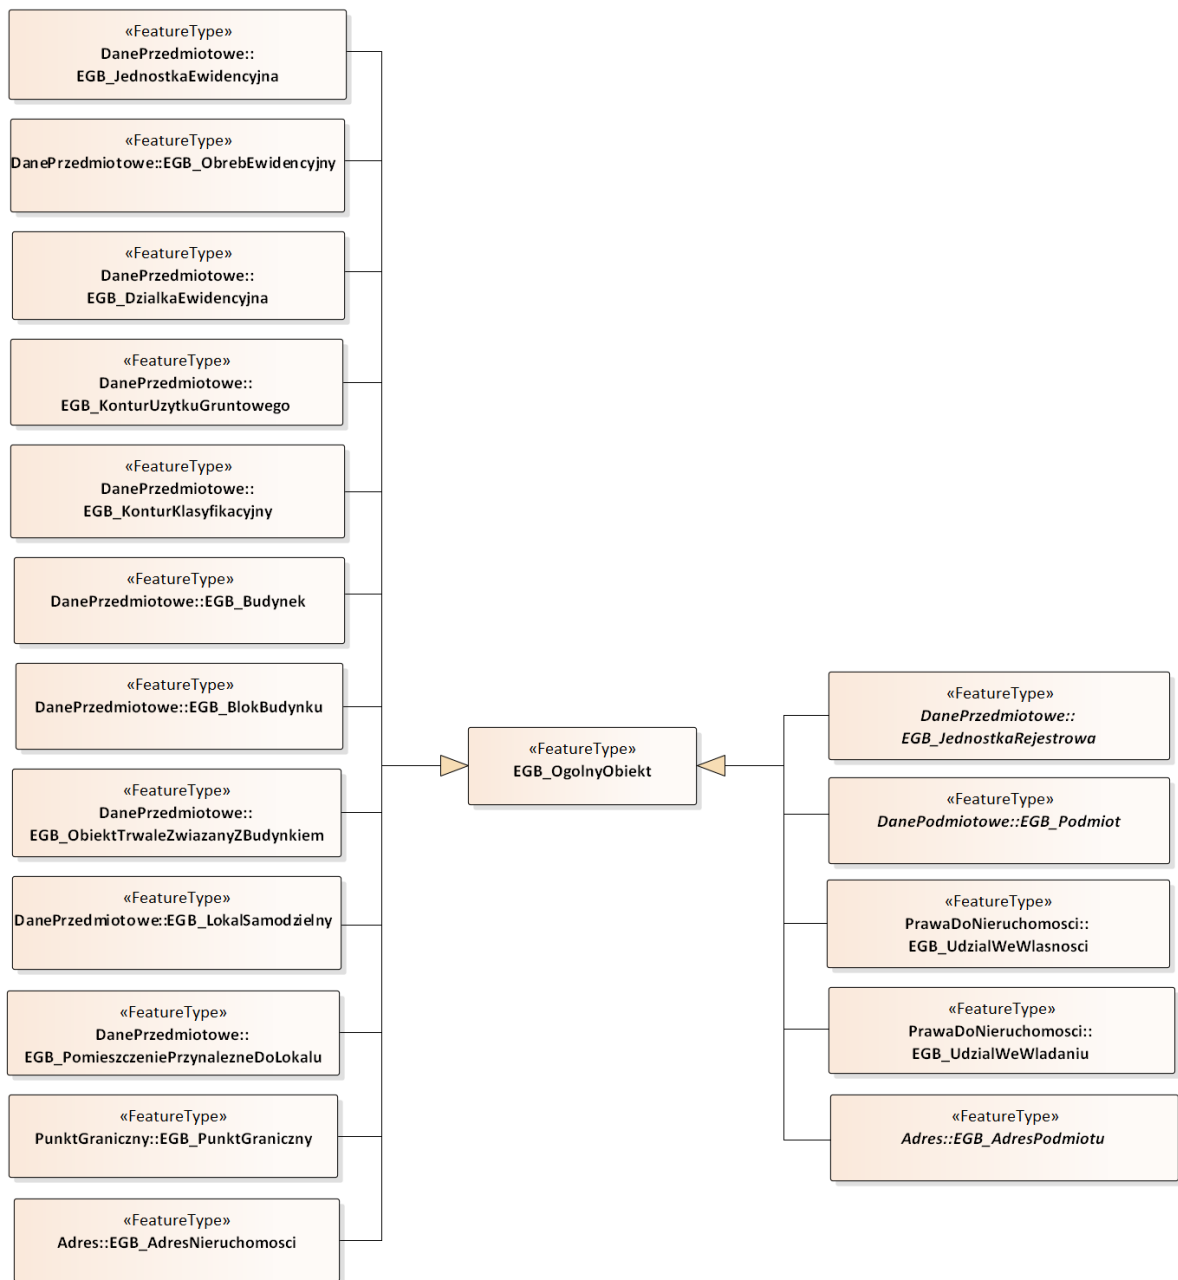 «FeatureType»
DanePrzedmiotowe::
EGB_JednostkaEwidencyjna
«FeatureType»
DanePrzedmiotowe::EGB_ObrebEwidencyjny
«FeatureType»
DanePrzedmiotowe::
EGB_DzialkaEwidencyjna
«FeatureType»
DanePrzedmiotowe::
EGB_KonturUzytkuGruntowego
«FeatureType»
DanePrzedmiotowe::
EGB_KonturKlasyfikacyjny
«FeatureType»
DanePrzedmiotowe::EGB_Budynek
«FeatureType»
DanePrzedmiotowe::EGB_BlokBudynku
«FeatureType»
DanePrzedmiotowe::
EGB_ObiektTrwaleZwiazanyZBudynkiem
«FeatureType»
DanePrzedmiotowe::EGB_LokalSamodzielny
«FeatureType»
DanePrzedmiotowe::
EGB_PomieszczeniePrzynalezneDoLokalu
«FeatureType»
PunktGraniczny::EGB_PunktGraniczny
«FeatureType»
Adres::EGB_AdresNieruchomosci
«FeatureType»
EGB_OgolnyObiekt
«FeatureType»
DanePrzedmiotowe::
EGB_JednostkaRejestrowa
«FeatureType»
DanePodmiotowe::EGB_Podmiot
«FeatureType»
PrawaDoNieruchomosci::
EGB_UdzialWeWlasnosci
«FeatureType»
PrawaDoNieruchomosci::
EGB_UdzialWeWladaniu
«FeatureType»
Adres::EGB_AdresPodmiotu